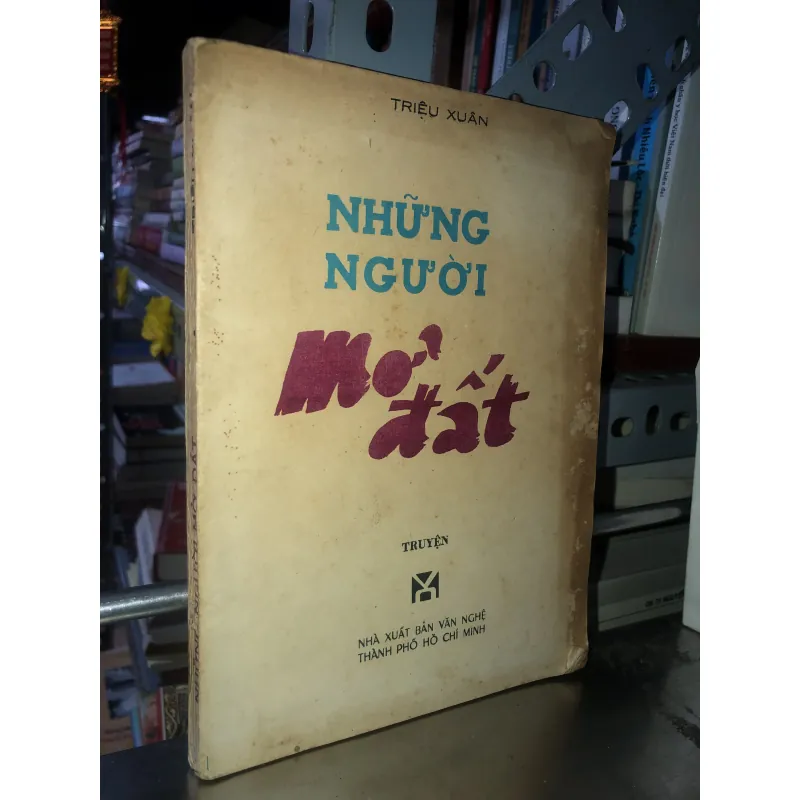 TRIỆU XUÂN
NHỮNG
NGƯỜI
mở
đất
TRUYỆN
NHÀ XUẤT BẢN VĂN NGHỆ
THÀNH PHỐ HỒ CHÍ MINH